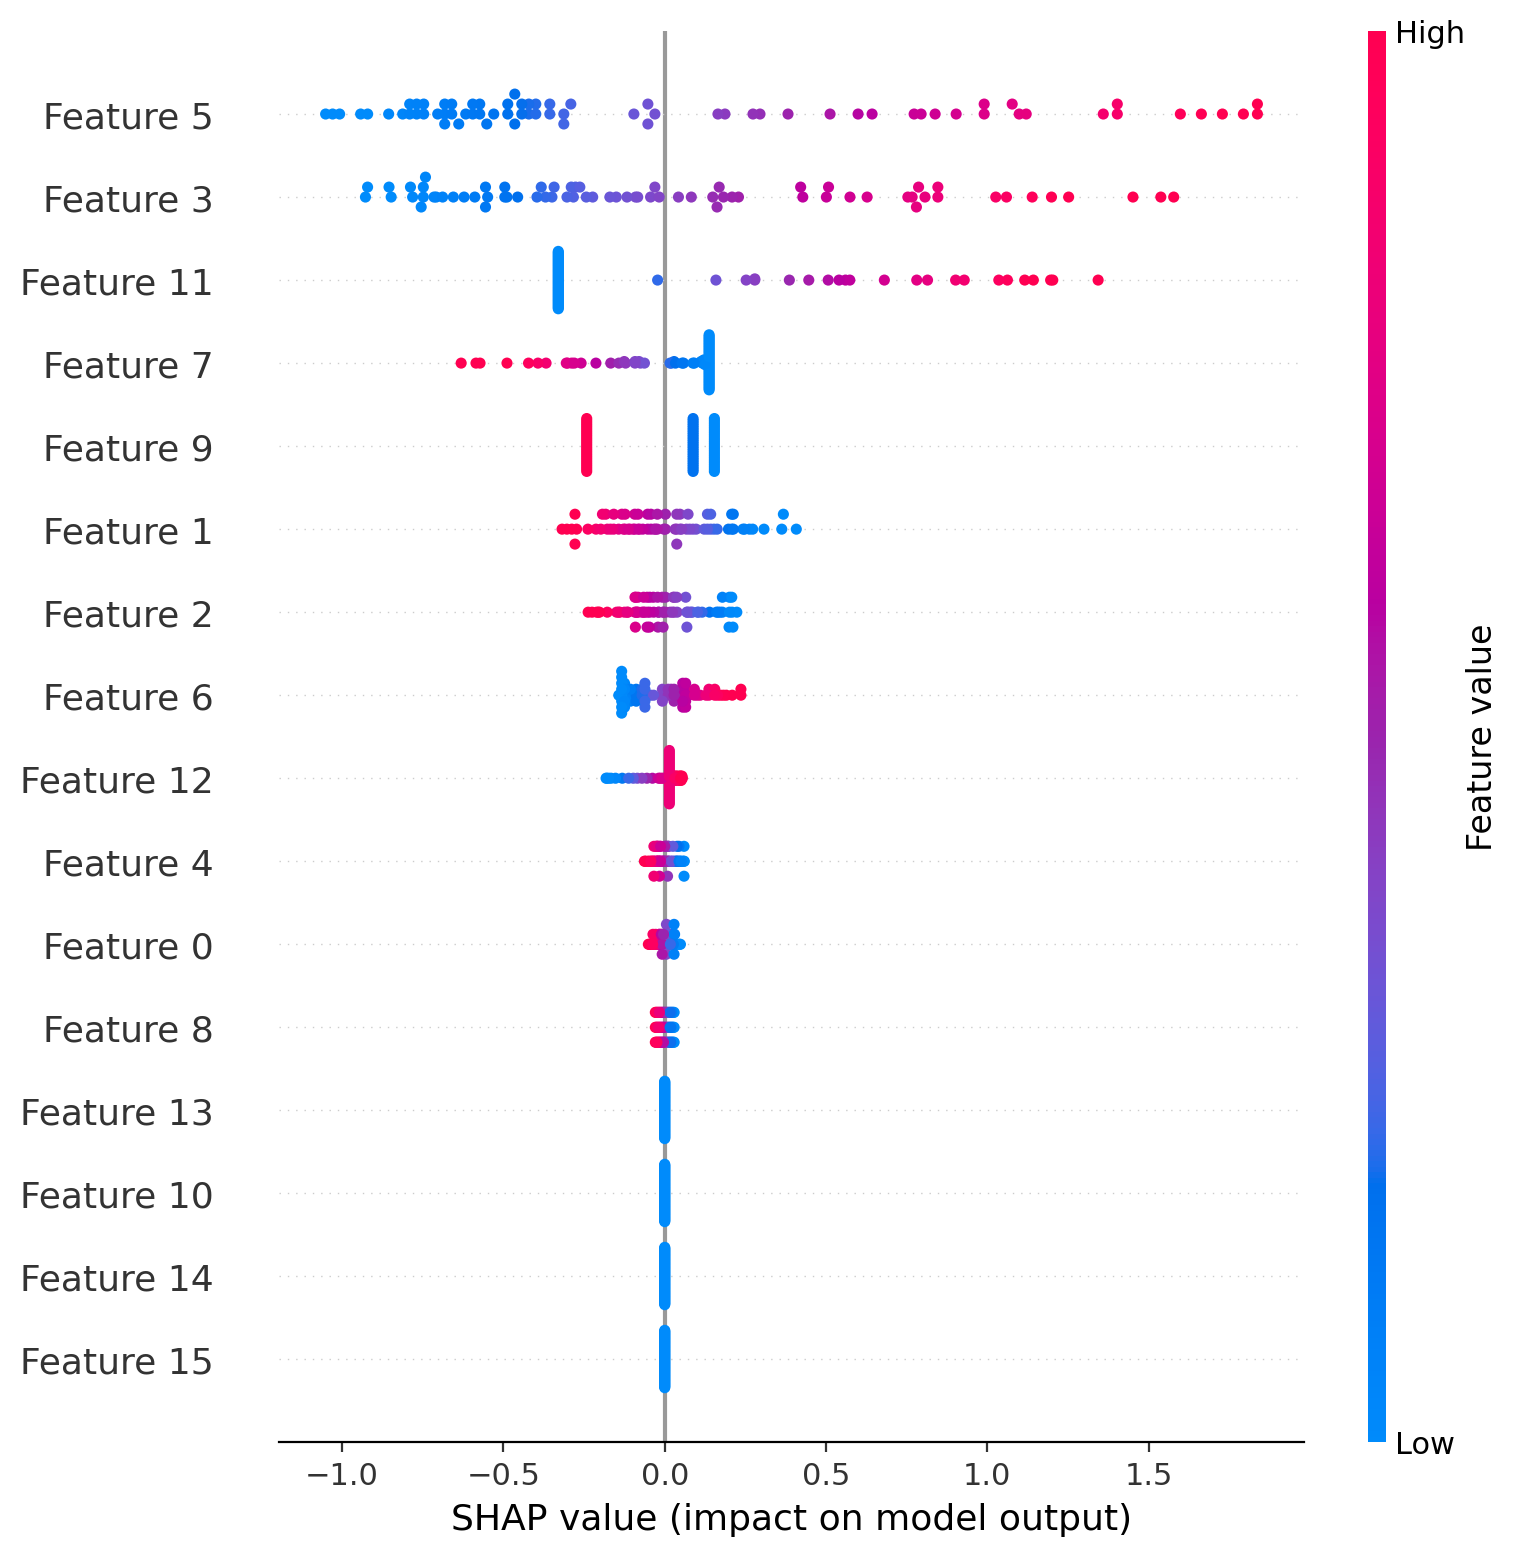 High
Feature 5
Feature 3
Feature 11
Feature 7
Feature 9
Feature 1
Feature 2
Feature 6
Feature 12
Feature 4
Feature 0
Feature 8
Feature 13
Feature 10
Feature 14
Feature 15
Feature value
Low
−1.0 −0.5 0.0 0.5 1.0 1.5
SHAP value (impact on model output)